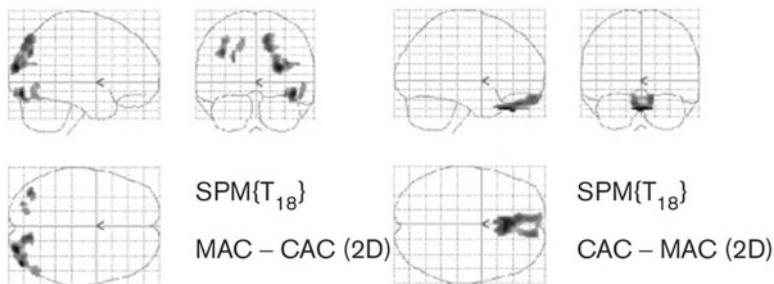 SPM{T₁₈}
MAC – CAC (2D)
SPM{T₁₈}
CAC – MAC (2D)